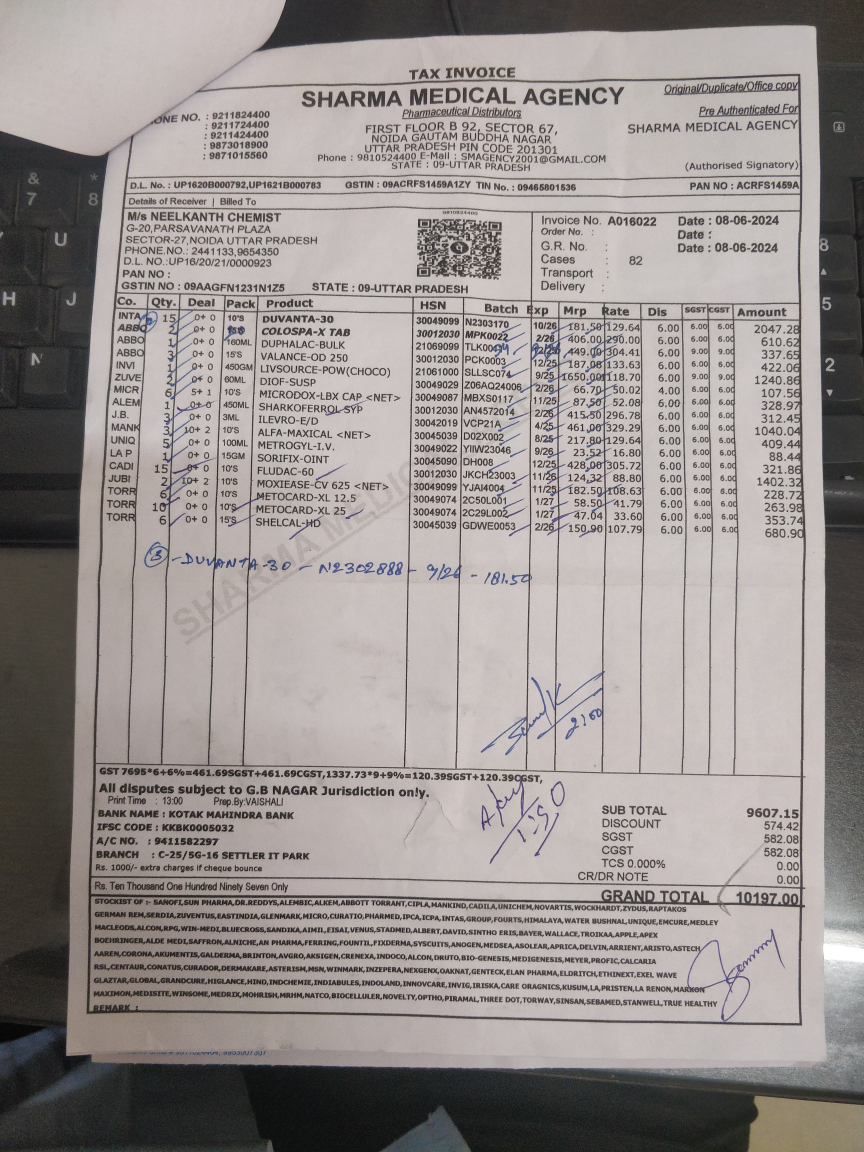 TAX INVOICE
Original/Duplicate/Office copy
SHARMA MEDICAL AGENCY
Pharmaceutical Distributors
Pre Authenticated For
SHARMA MEDICAL AGENCY
(Authorised Signatory)
ONE NO. : 9211824400
: 9211724400
: 9211424400
: 9873018900
: 9871015560
FIRST FLOOR B 92, SECTOR 67,
NOIDA GAUTAM BUDDHA NAGAR
UTTAR PRADESH PIN CODE 201301
Phone : 9810524400 E-Mail : SMAGENCY2001@GMAIL.COM
STATE : 09-UTTAR PRADESH
D.L. No. : UP1620B000792,UP1621B000783 GSTIN : 09ACRFS1459A1ZY TIN No. : 09465801536 PAN NO : ACRFS1459A
Details of Receiver | Billed To
M/s NEELKANTH CHEMIST
G-20,PARSAVANATH PLAZA
SECTOR-27,NOIDA UTTAR PRADESH
PHONE.NO.: 2441133,9654350
D.L.NO.: UP16/20/21/0000923
PAN NO :
GSTIN NO : 09AAGFN1231N1Z5 STATE : 09-UTTAR PRADESH
9810524400
Invoice No. A016022 Date : 08-06-2024
Order No. : Date :
G.R. No. : Date : 08-06-2024
Cases : 82
Transport :
Delivery :
Co. Qty. Deal Pack Product HSN Batch Exp Mrp Rate Dis SGST CGST Amount
INTA 15 0+ 0 10'S DUVANTA-30 30049099 N2303170 10/26 181.50 129.64 6.00 6.00 6.00 2047.28
ABBO 2 0+ 0 COLOSPA-X TAB 30012030 MPK0022 2/26 406.00 290.00 6.00 6.00 6.00 610.62
ABBO 1 0+ 0 160ML DUPHALAC-BULK 21069099 449.00 304.41 6.00 9.00 9.00 337.65
ABBO 3 0+ 0 15'S VALANCE-OD 250 30012030 PCK0003 12/25 187.08 133.63 6.00 6.00 6.00 422.06
INVI 1 0+ 0 450GM LIVSOURCE-POW(CHOCO) 21061000 SLLSC074 9/25 1650.00 1118.70 6.00 9.00 9.00 1240.86
ZUVE 2 0+ 0 60ML DIOF-SUSP 30049029 Z06AQ24006 2/26 66.70 50.02 4.00 6.00 6.00 107.56
MICR 6 5+ 1 10'S MICRODOX-LBX CAP <NET> 30049087 MBXS0117 11/25 87.50 52.08 6.00 6.00 6.00 328.97
ALEM 1 0+ 0 450ML SHARKOFERROL SYP 30012030 AN4572014 2/26 415.50 296.78 6.00 6.00 6.00 312.45
J.B. 3 0+ 0 3ML ILEVRO-E/D 30042019 VCP21A 4/25 461.00 329.29 6.00 6.00 6.00 1040.04
MANK 3 10+ 2 10'S ALFA-MAXICAL <NET> 30045039 D02X002 8/25 217.80 129.64 6.00 6.00 6.00 409.44
UNIQ 5 0+ 0 100ML METROGYL-I.V. 30049022 YIIW23046 9/26 23.52 16.80 6.00 6.00 6.00 88.44
LA P 1 0+ 0 15GM SORIFIX-OINT 30045090 DH008 12/25 428.00 305.72 6.00 6.00 6.00 321.86
CADI 15 0+ 0 10'S FLUDAC-60 30012030 JKCH23003 11/26 124.32 88.80 6.00 6.00 6.00 1402.32
JUBI 2 10+ 2 10'S MOXIEASE-CV 625 <NET> 30049099 YJAI4004 11/25 182.50 108.63 6.00 6.00 6.00 228.72
TORR 6 0+ 0 10'S METOCARD-XL 12.5 30049074 2C50L001 1/27 58.50 41.79 6.00 6.00 6.00 263.98
TORR 10 0+ 0 10'S METOCARD-XL 25 30049074 2C29L002 1/27 47.04 33.60 6.00 6.00 6.00 353.74
TORR 6 0+ 0 15'S SHELCAL-HD 30045039 GDWE0053 2/26 150.90 107.79 6.00 6.00 6.00 680.90
③ - DUVANTA-30 - N2302888 - 9/26 - 181.50
SHARMA MEDIC
2160
GST 7695*6+6%=461.69SGST+461.69CGST,1337.73*9+9%=120.39SGST+120.39CGST,
All disputes subject to G.B NAGAR Jurisdiction only.
Print Time : 13:00 Prep.By:VAISHALI
BANK NAME : KOTAK MAHINDRA BANK
IFSC CODE : KKBK0005032
A/C NO. : 9411582297
BRANCH : C-25/5G-16 SETTLER IT PARK
Rs. 1000/- extra charges if cheque bounce
1:50
SUB TOTAL 9607.15
DISCOUNT 574.42
SGST 582.08
CGST 582.08
TCS 0.000% 0.00
CR/DR NOTE 0.00
Rs. Ten Thousand One Hundred Ninety Seven Only
GRAND TOTAL 10197.00
STOCKIST OF :- SANOFI,SUN PHARMA,DR.REDDYS,ALEMBIC,ALKEM,ABBOTT TORRANT,CIPLA,MANKIND,CADILA,UNICHEM,NOVARTIS,WOCKHARDT,ZYDUS,RAPTAKOS
GERMAN REM,SERDIA,ZUVENTUS,EASTINDIA,GLENMARK,MICRO,CURATIO,PHARMED,IPCA,ICPA,INTAS,GROUP,FOURTS,HIMALAYA,WATER BUSHNAL,UNIQUE,EMCURE,MEDLEY
MACLEODS,ALCON,RPG,WIN-MEDI,BLUECROSS,SANDIKA,AIMIL,EISAI,VENUS,STADMED,ALBERT,DAVID,SINTHO ERIS,BAYER,WALLACE,TROIKAA,APPLE,APEX
BOEHRINGER,ALDE MEDI,SAFFRON,ALNICHE,AN PHARMA,FERRING,FOUNTIL,FIXDERMA,SYSCUITS,ANOGEN,MEDSEA,ASOLEAR,APRICA,DELVIN,ARRIENT,ARISTO,ASTECH
AAREN,CORONA,AKUMENTIS,GALDERMA,BRINTON,AVGRO,AKSIGEN,CRENEXA,INDOCO,ALCON,DRUTO,BIO-GENESIS,MEDIGENESIS,MEYER,PROFIC,CALCARIA
RSL,CENTAUR,CONATUS,CURADOR,DERMAKARE,ASTERISM,MSN,WINMARK,INZEPERA,NEXGENX,OAKNAT,GENTECK,ELAN PHARMA,ELDRITCH,ETHINEXT,EXEL WAVE
GLAZTAR,GLOBAL,GRANDCURE,HIGLANCE,HIND,INDCHEMIE,INDIABULES,INDOLAND,INNOVCARE,INVIG,IRISKA,CARE ORAGNICS,KUSUM,LA,PRISTEN,LA RENON,MARXON
MAXIMON,MEDISITE,WINSOME,MEDRIX,MOHRISH,MRHM,NATCO,BIOCELLULER,NOVELTY,OPTHO,PIRAMAL,THREE DOT,TORWAY,SINSAN,SEBAMED,STANWELL,TRUE HEALTHY
REMARK :